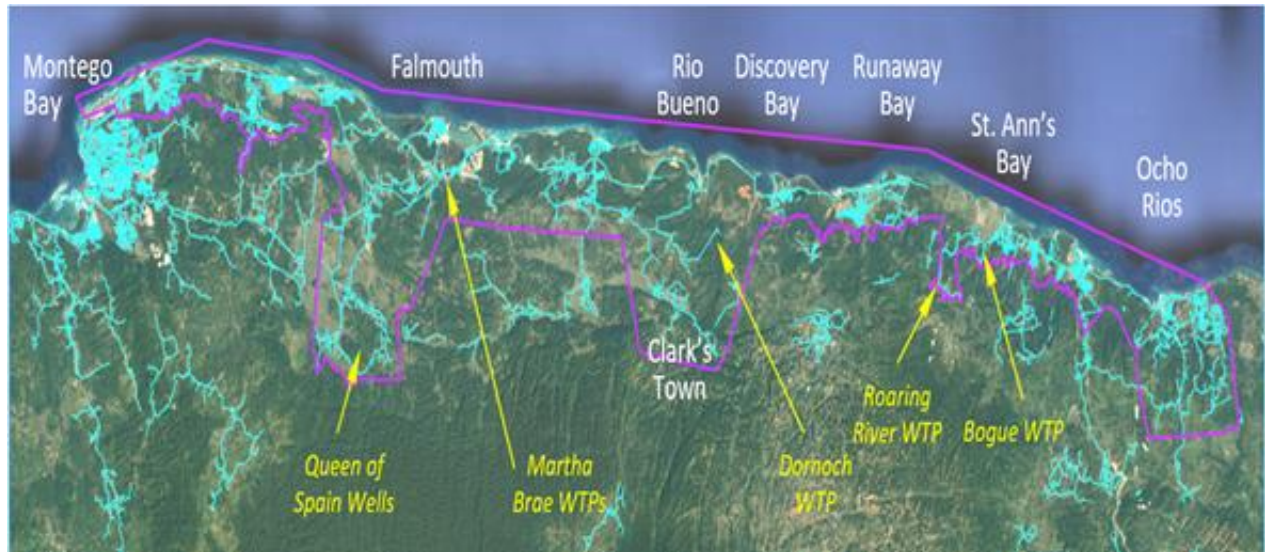 Montego
Bay
Falmouth
Rio
Bueno
Discovery
Bay
Runaway
Bay
St. Ann's
Bay
Ocho
Rios
Clark's
Town
Queen of
Spain Wells
Martha
Brae WTPs
Dornoch
WTP
Roaring
River WTP
Bogue WTP